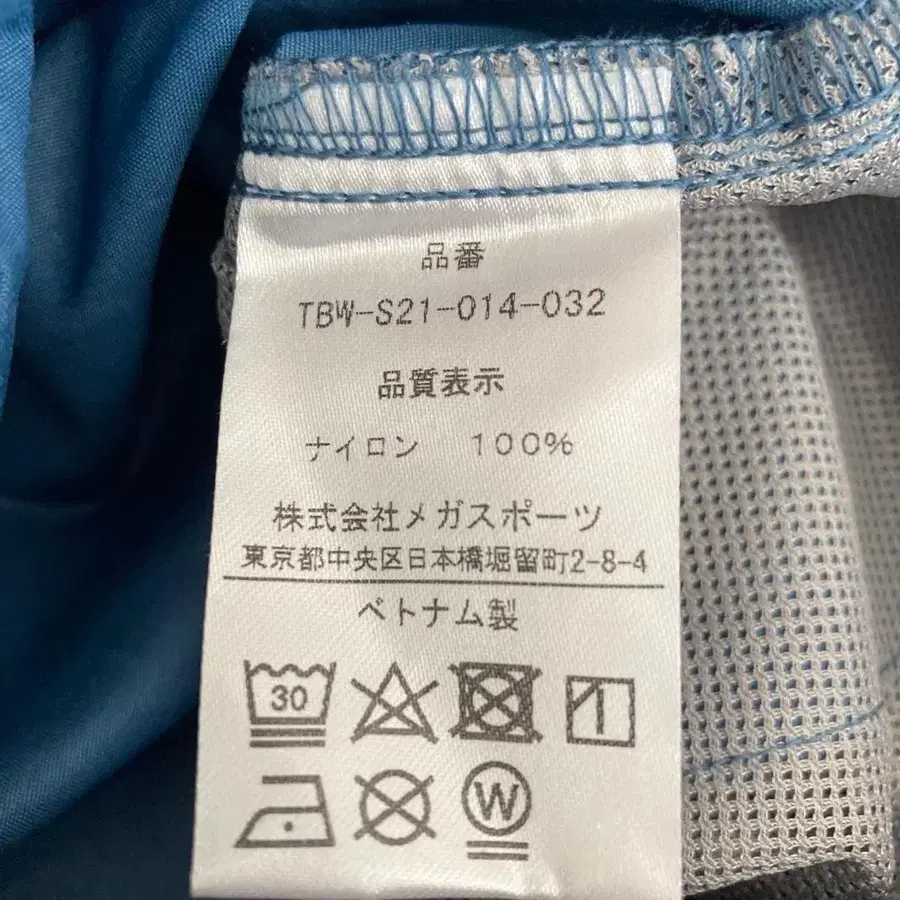 品番
TBW-S21-014-032
品質表示
ナイロン 100%
株式会社メガスポーツ
東京都中央区日本橋堀留町2-8-4
ベトナム製
30
W